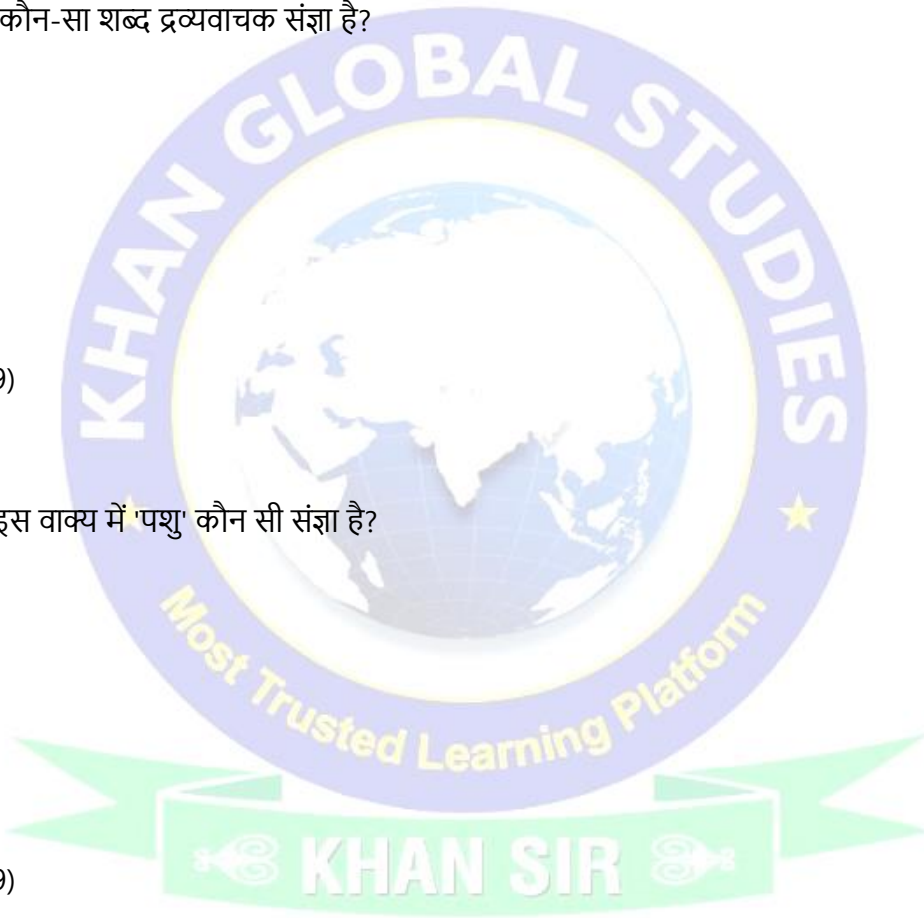 कौन-सा शब्द द्रव्यवाचक संज्ञा है?
KHAN GLOBAL STUDIES
9)
इस वाक्य में 'पशु' कौन सी संज्ञा है?
Most Trusted Learning Platform
KHAN SIR
9)